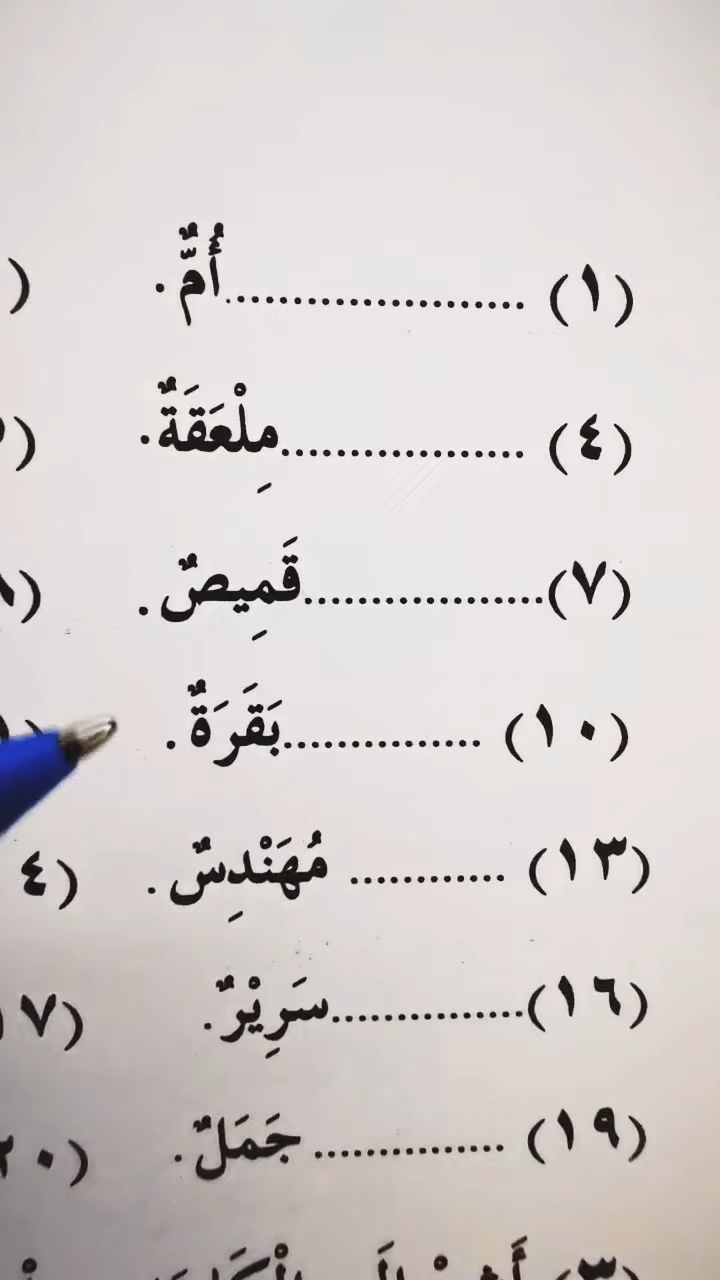 (١) ......................أُمٌّ.
(٤) ..................مِلْعَقَةٌ.
(٧)..................قَمِيصٌ.
(١٠) ...............بَقَرَةٌ.
(١٣) ............ مُهَنْدِسٌ.
(١٦)...............سَرِيْرٌ.
(١٩) ............... جَمَلٌ.